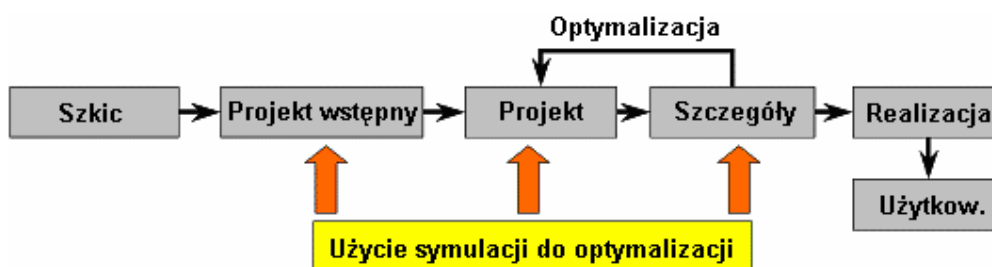 Optymalizacja
Szkic
Projekt wstępny
Projekt
Szczegóły
Realizacja
Użytkow.
Użycie symulacji do optymalizacji